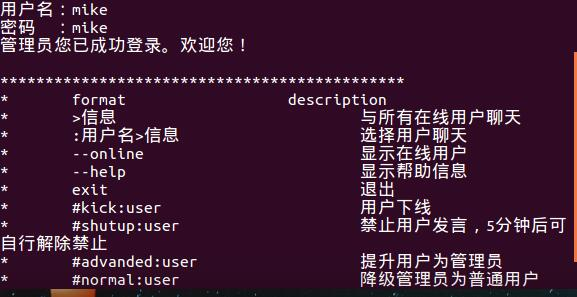 用户名：mike
密码　：mike
管理员您已成功登录。欢迎您！
*********************************************
*       format                  description
*       >信息                           与所有在线用户聊天
*       :用户名>信息                    选择用户聊天
*       --online                        显示在线用户
*       --help                          显示帮助信息
*       exit                            退出
*       #kick:user                      用户下线
*       #shutup:user                    禁止用户发言，5分钟后可
自行解除禁止
*       #advanded:user                  提升用户为管理员
*       #normal:user                    降级管理员为普通用户